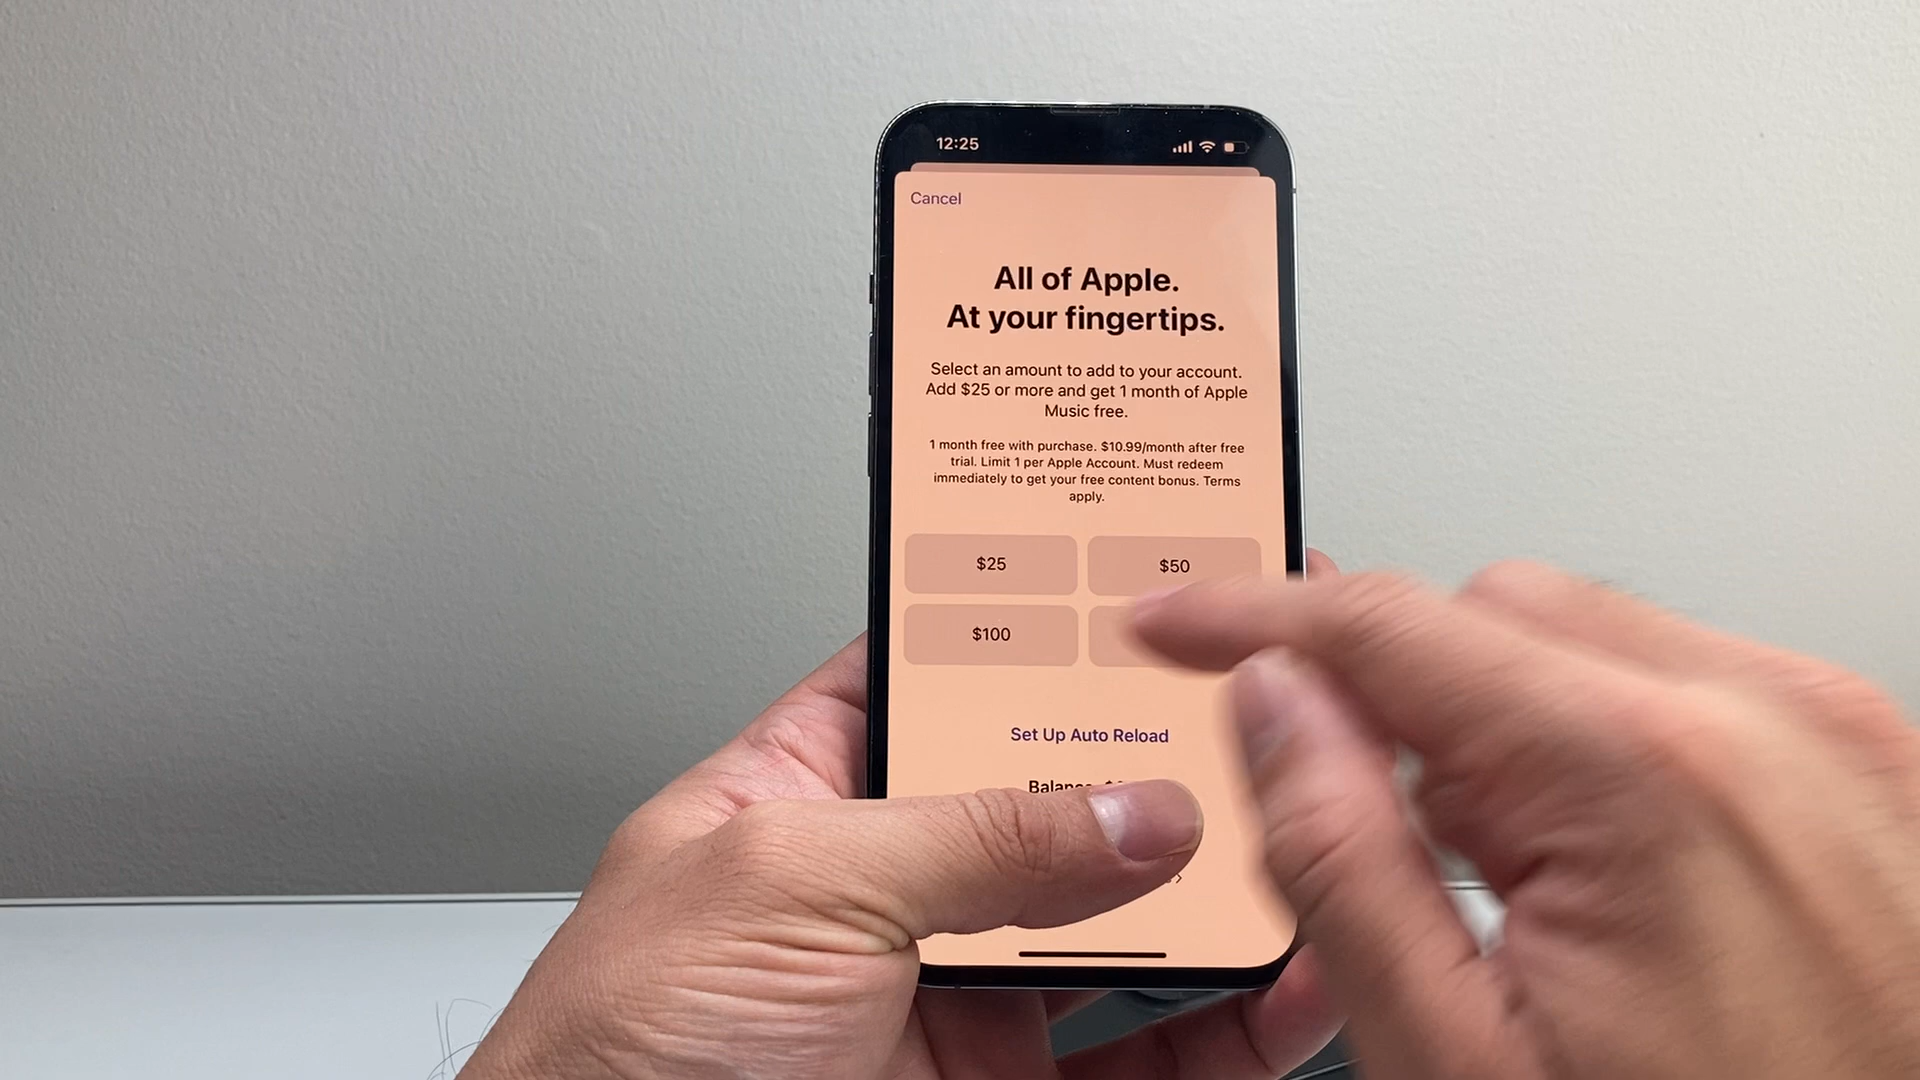 12:25
Cancel
All of Apple.
At your fingertips.
Select an amount to add to your account.
Add $25 or more and get 1 month of Apple
Music free.
1 month free with purchase. $10.99/month after free
trial. Limit 1 per Apple Account. Must redeem
immediately to get your free content bonus. Terms
apply.
$25
$50
$100
Set Up Auto Reload